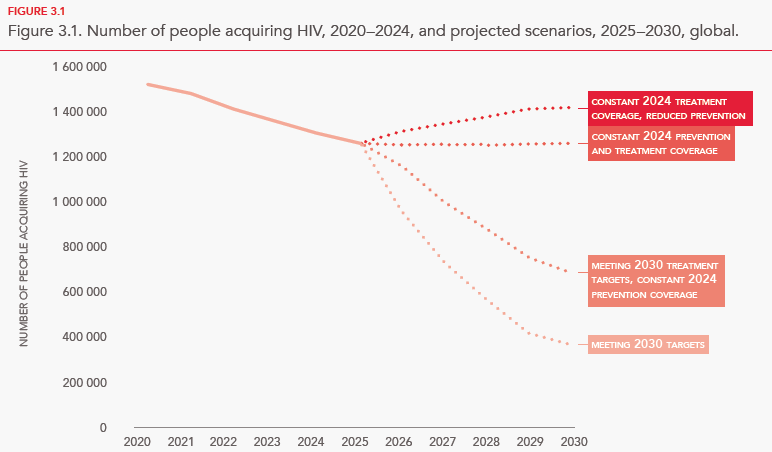 FIGURE 3.1
Figure 3.1. Number of people acquiring HIV, 2020–2024, and projected scenarios, 2025–2030, global.
1 600 000
1 400 000
1 200 000
1 000 000
800 000
600 000
400 000
200 000
0
NUMBER OF PEOPLE ACQUIRING HIV
CONSTANT 2024 TREATMENT
COVERAGE, REDUCED PREVENTION
CONSTANT 2024 PREVENTION
AND TREATMENT COVERAGE
MEETING 2030 TREATMENT
TARGETS, CONSTANT 2024
PREVENTION COVERAGE
MEETING 2030 TARGETS
2020 2021 2022 2023 2024 2025 2026 2027 2028 2029 2030